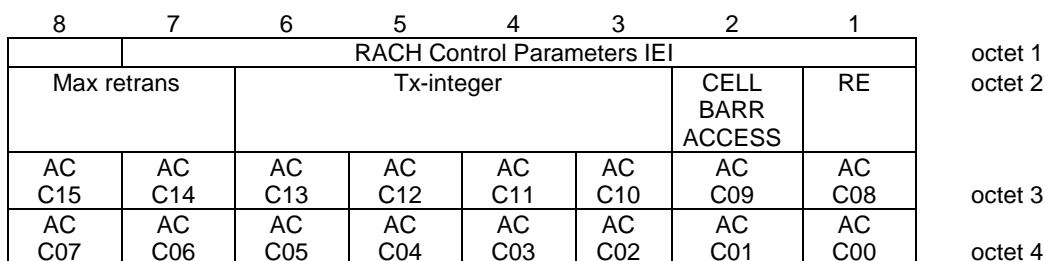 8 7 6 5 4 3 2 1
RACH Control Parameters IEI octet 1
Max retrans Tx-integer CELL RE octet 2
BARR
ACCESS
AC AC AC AC AC AC AC AC
C15 C14 C13 C12 C11 C10 C09 C08 octet 3
AC AC AC AC AC AC AC AC
C07 C06 C05 C04 C03 C02 C01 C00 octet 4